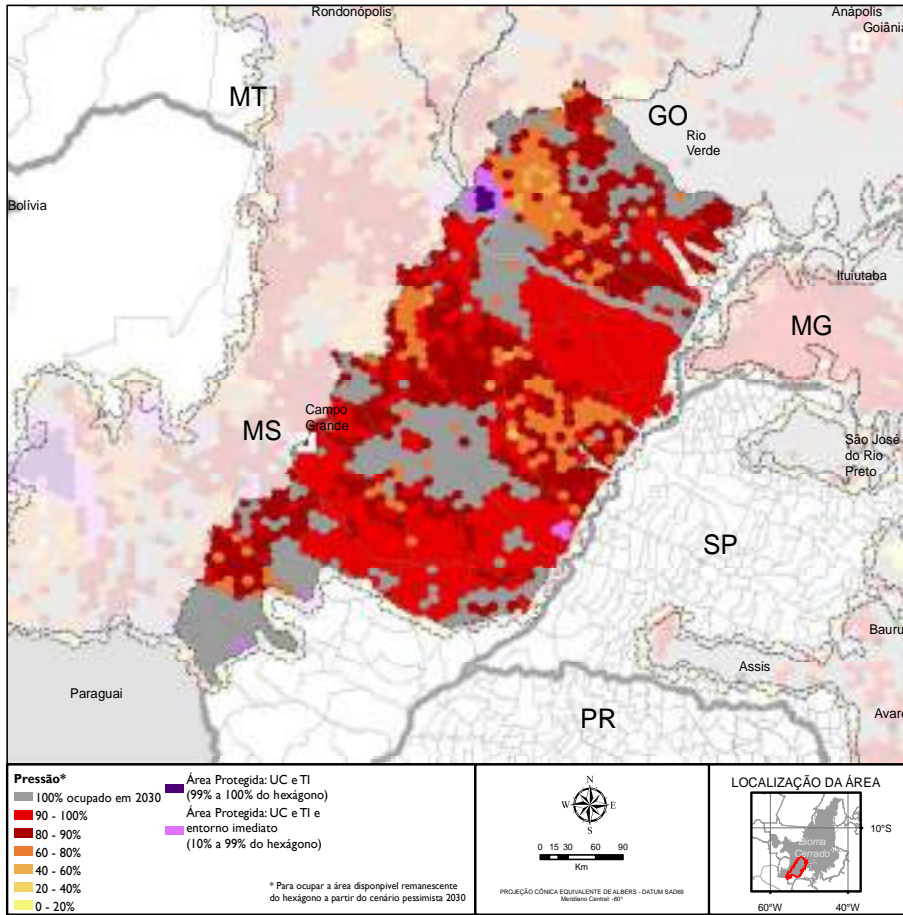 Rondonópolis
Anápolis
Goiânia
MT
GO
Rio
Verde
Bolívia
Ituiutaba
MG
Campo
Grande
MS
São José
do Rio
Preto
SP
Bauru
Assis
Paraguai
Avaré
PR
Pressão*
100% ocupado em 2030
90 - 100%
80 - 90%
60 - 80%
40 - 60%
20 - 40%
0 - 20%
Área Protegida: UC e TI
(99% a 100% do hexágono)
Área Protegida: UC e TI e
entorno imediato
(10% a 99% do hexágono)
* Para ocupar a área disponpivel remanescente
do hexágono a partir do cenário pessimista 2030
N
W E
S
0 15 30 60 90
Km
PROJEÇÃO CÔNICA EQUIVALENTE DE ALBERS - DATUM SAD69
Meridiano Central: -60°
LOCALIZAÇÃO DA ÁREA
10°S
Bioma
Cerrado
60°W 40°W